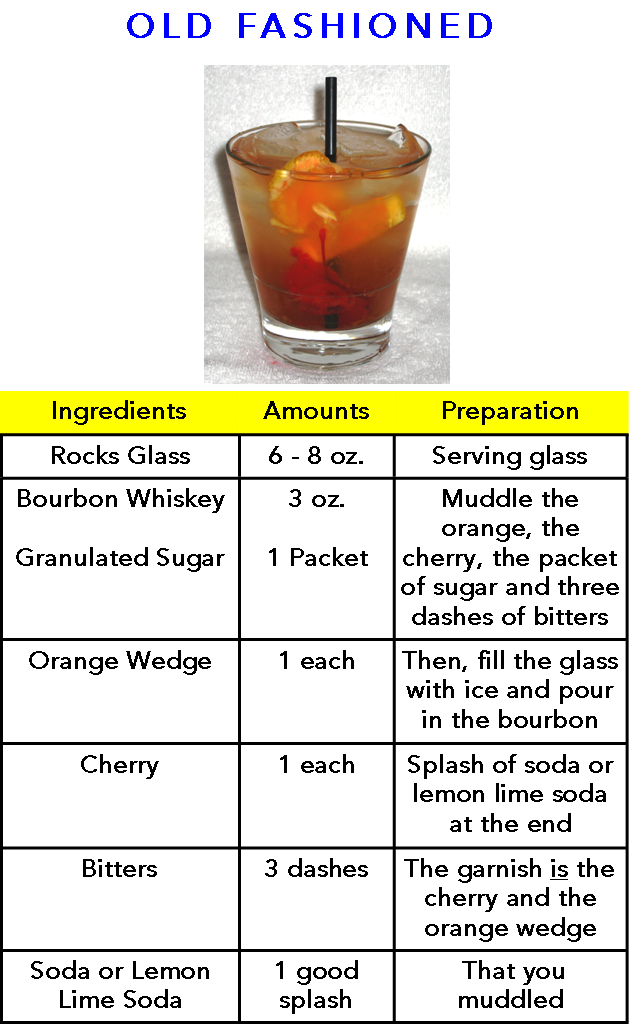 OLD FASHIONED
Ingredients Amounts Preparation
Rocks Glass 6 - 8 oz. Serving glass
Bourbon Whiskey 3 oz. Muddle the
orange, the
Granulated Sugar 1 Packet cherry, the packet
of sugar and three
dashes of bitters
Orange Wedge 1 each Then, fill the glass
with ice and pour
in the bourbon
Cherry 1 each Splash of soda or
lemon lime soda
at the end
Bitters 3 dashes The garnish is the
cherry and the
orange wedge
Soda or Lemon 1 good That you
Lime Soda splash muddled